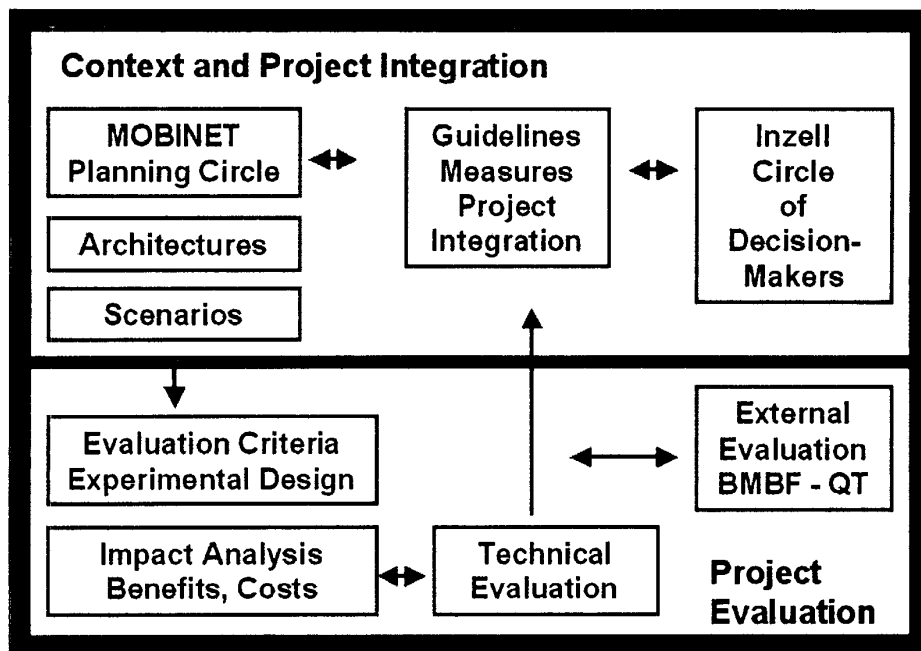 Context and Project Integration
MOBINET
Planning Circle
Architectures
Scenarios
Guidelines
Measures
Project
Integration
Inzell
Circle
of
Decision-
Makers
Evaluation Criteria
Experimental Design
Impact Analysis
Benefits, Costs
Technical
Evaluation
External
Evaluation
BMBF - QT
Project
Evaluation